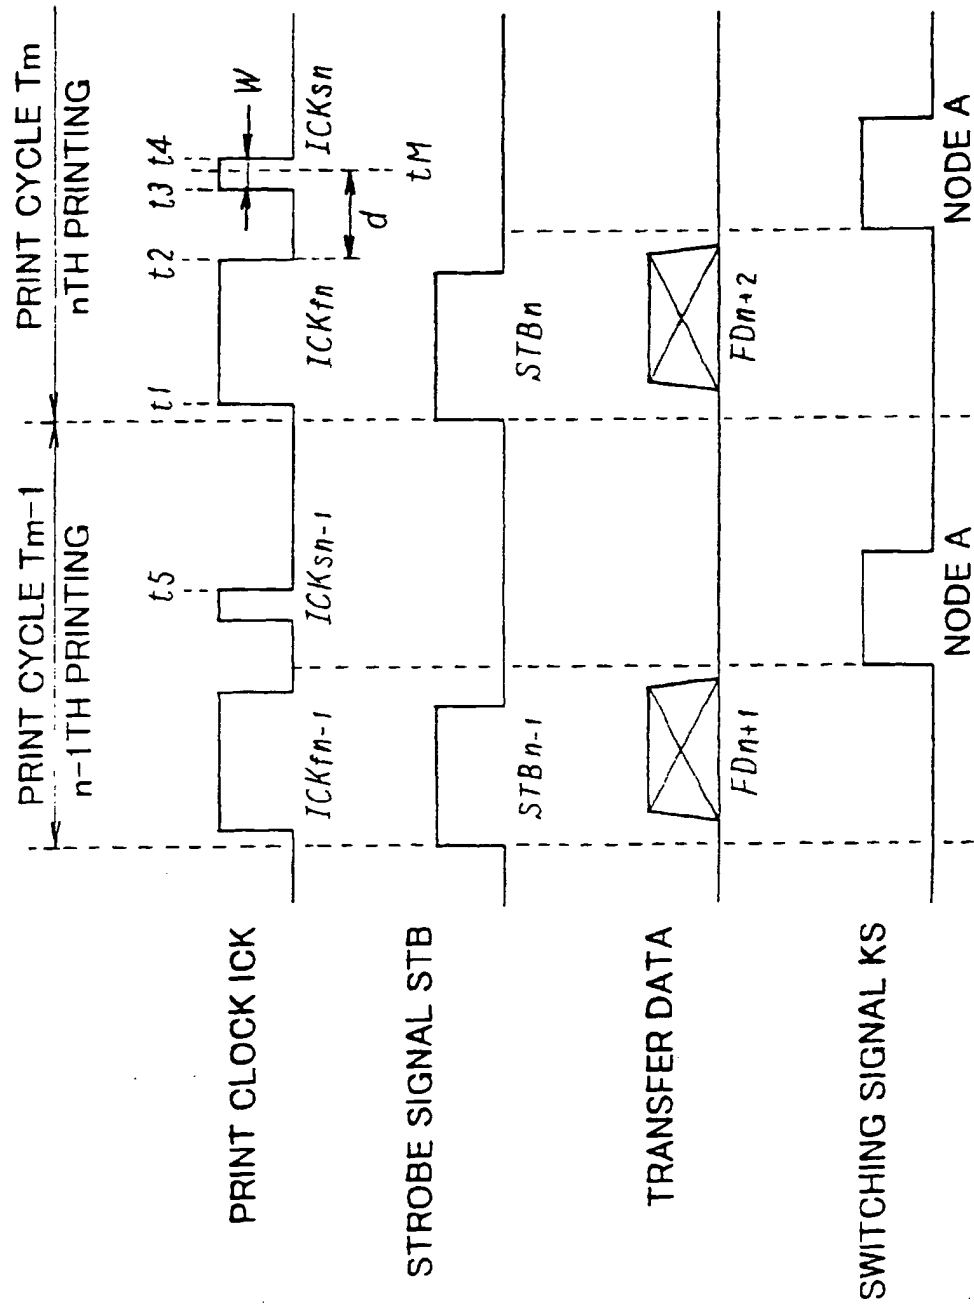 PRINT CYCLE Tm-1
n-1TH PRINTING
PRINT CYCLE Tm
nTH PRINTING
t5
t1
t2
t3
t4
W
PRINT CLOCK ICK
ICKfn-1
ICKsn-1
ICKfn
d
tM
ICKsn
STROBE SIGNAL STB
STBn-1
STBn
TRANSFER DATA
FDn+1
FDn+2
SWITCHING SIGNAL KS
NODE A
NODE A